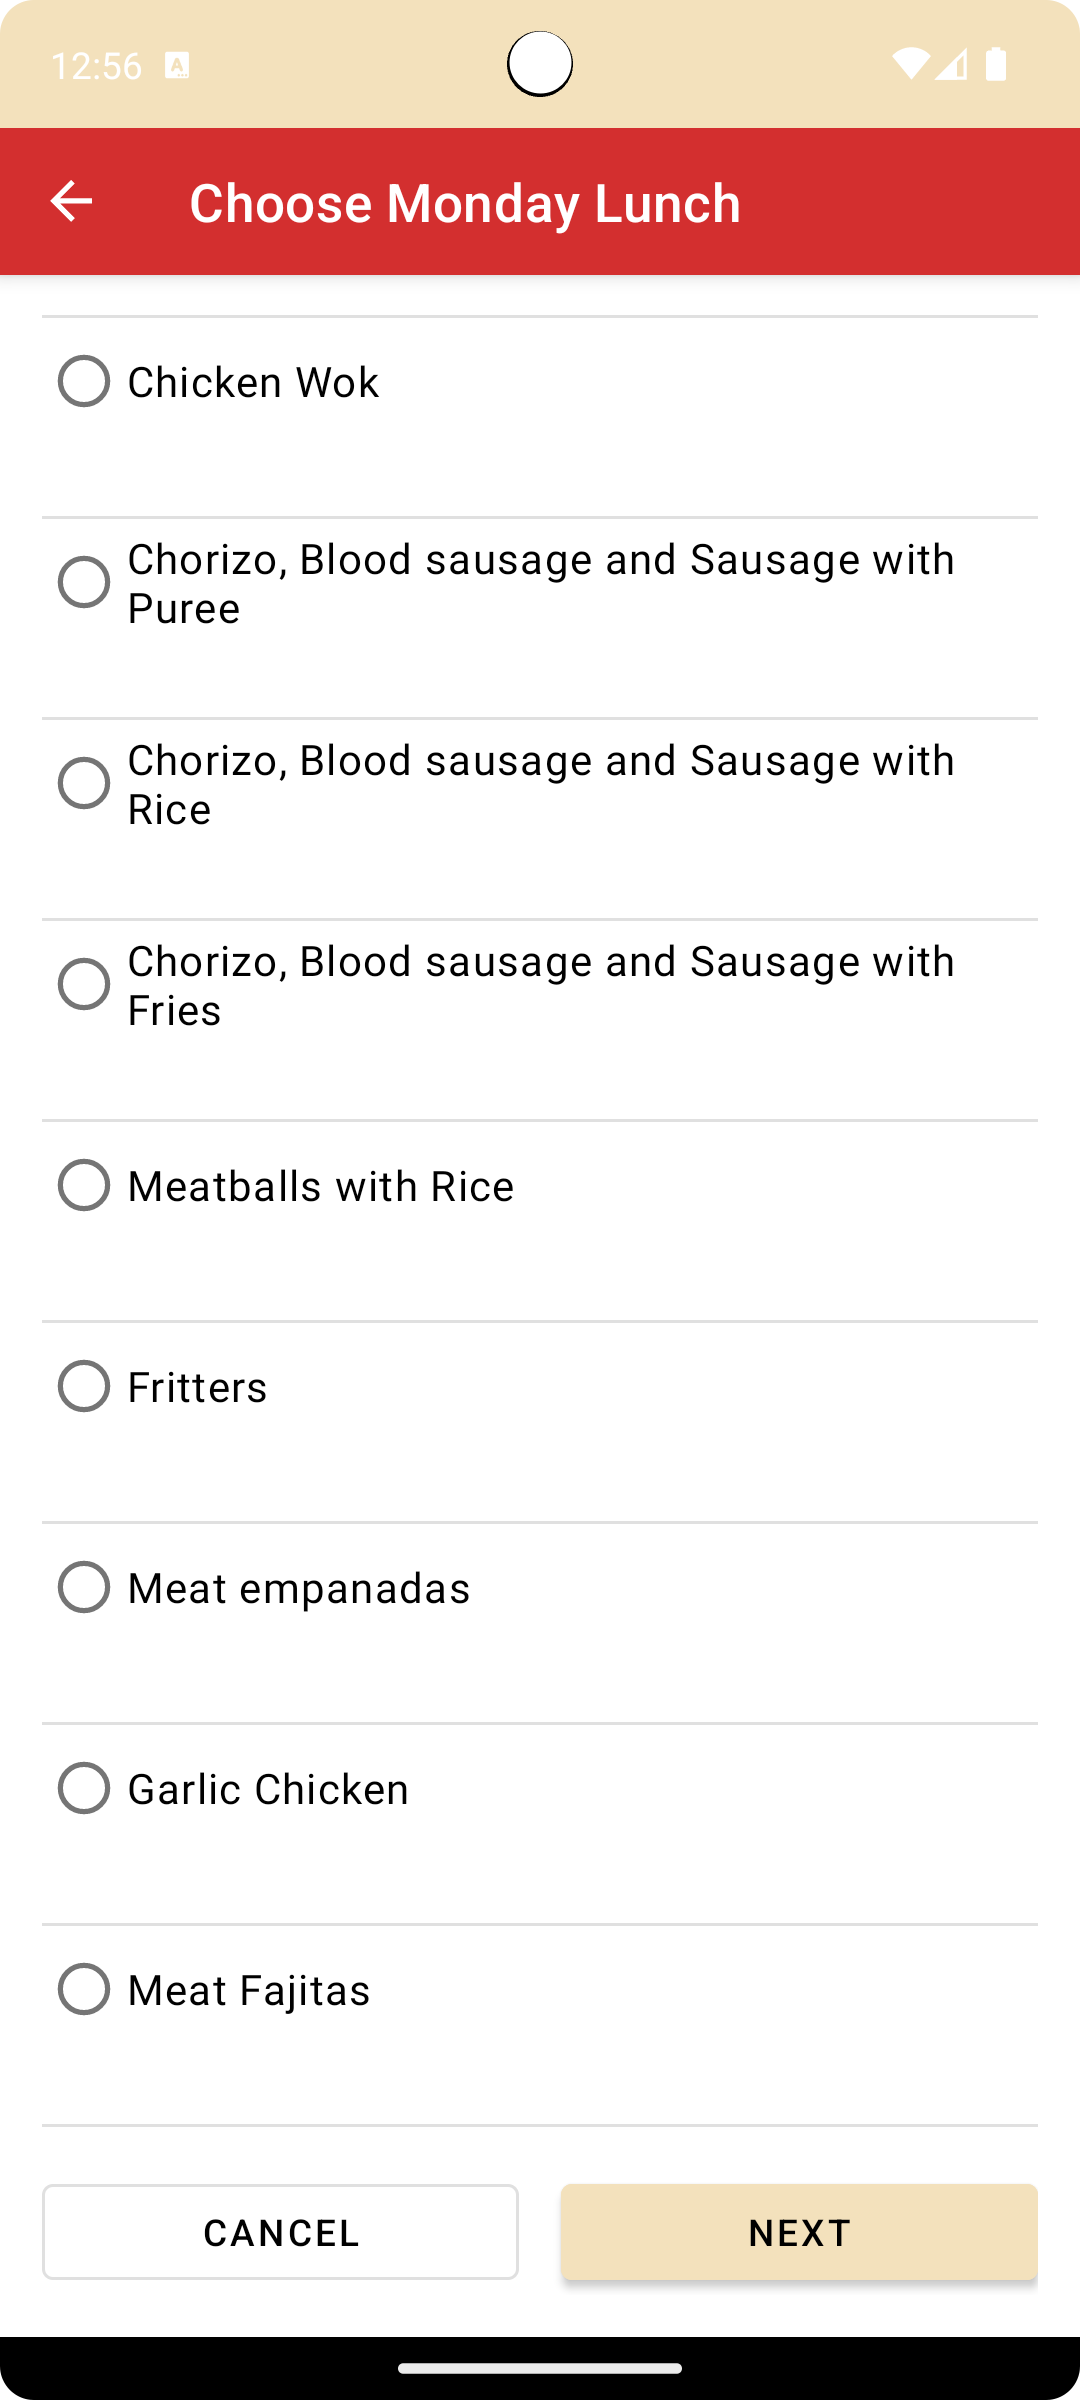 12:56
Choose Monday Lunch
Chicken Wok
Chorizo, Blood sausage and Sausage with
Puree
Chorizo, Blood sausage and Sausage with
Rice
Chorizo, Blood sausage and Sausage with
Fries
Meatballs with Rice
Fritters
Meat empanadas
Garlic Chicken
Meat Fajitas
CANCEL
NEXT